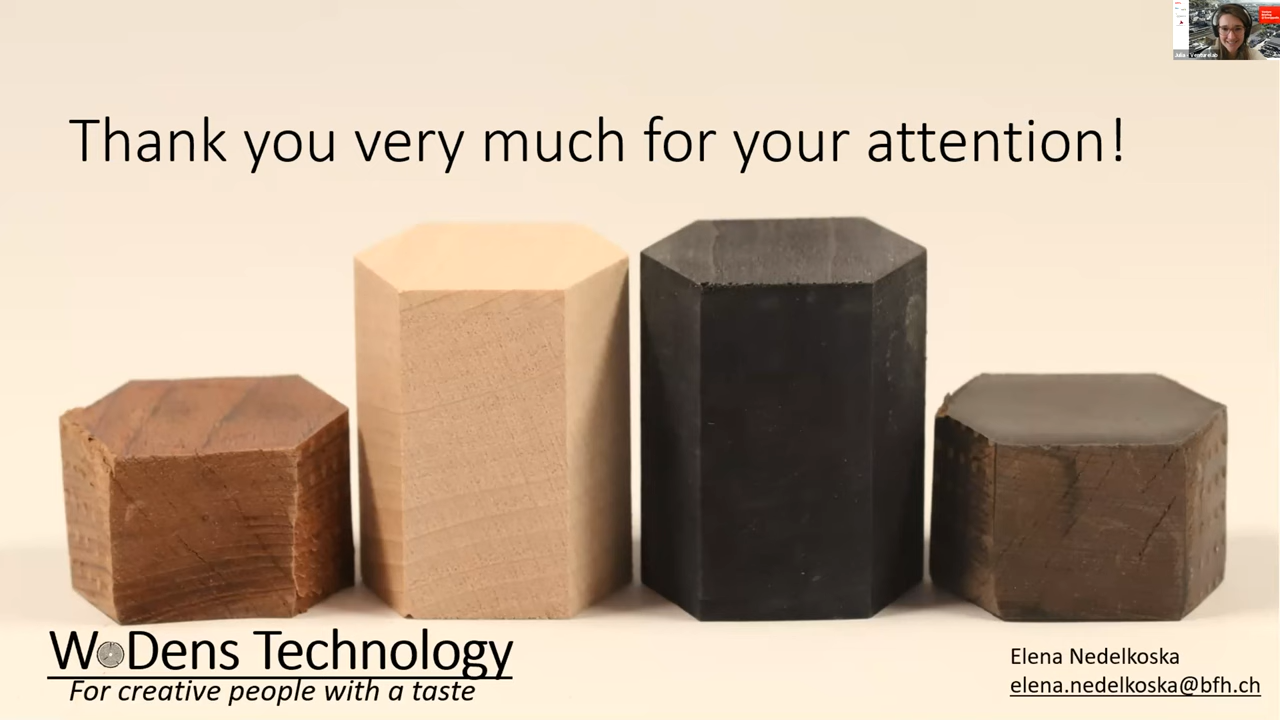 Thank you very much for your attention!
WoDens Technology
For creative people with a taste
Elena Nedelkoska
elena.nedelkoska@bfh.ch